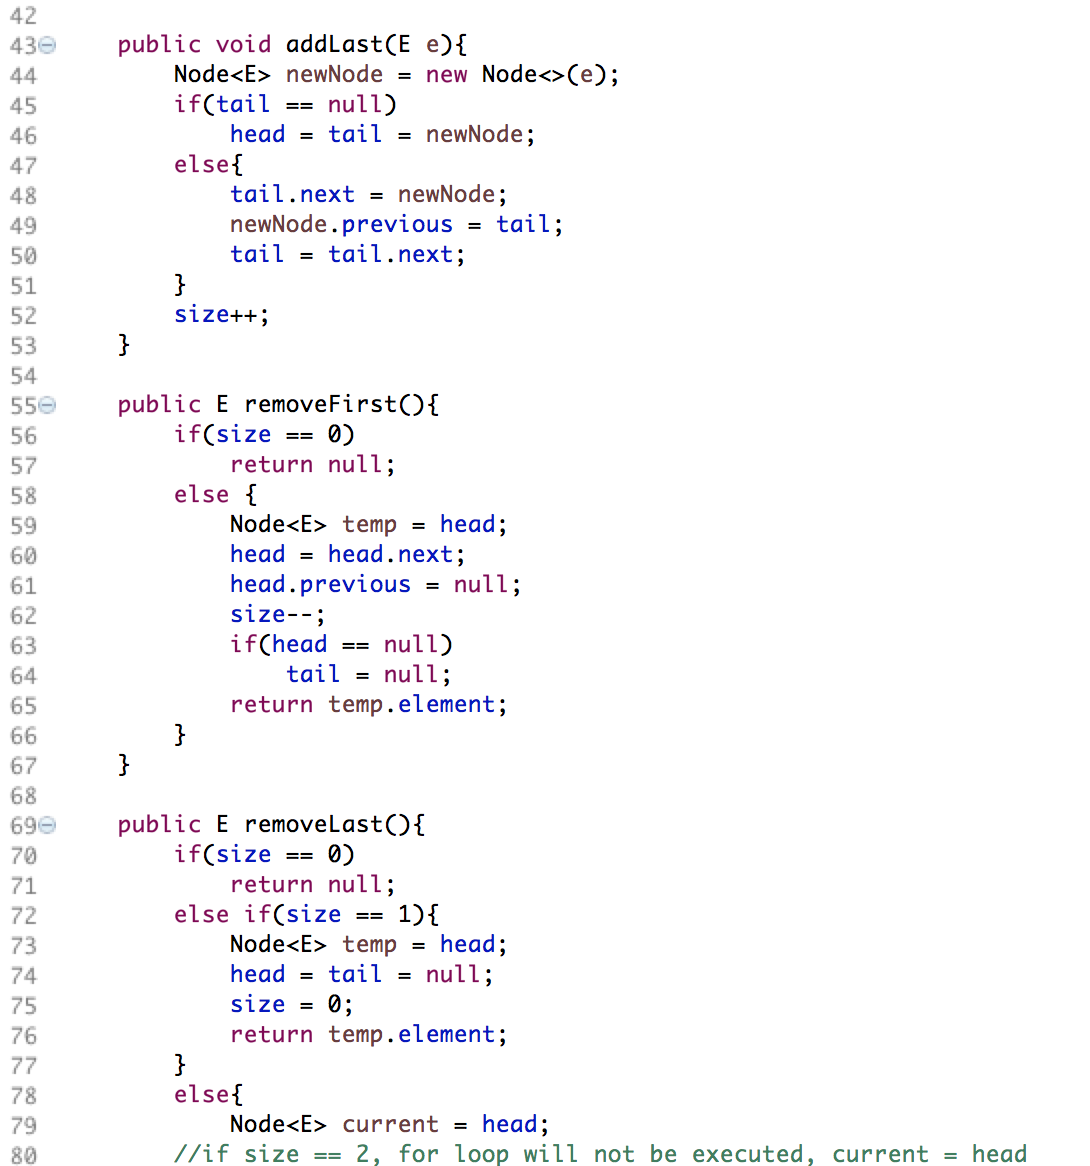 42
43 public void addLast(E e){
44 Node<E> newNode = new Node<>(e);
45 if(tail == null)
46 head = tail = newNode;
47 else{
48 tail.next = newNode;
49 newNode.previous = tail;
50 tail = tail.next;
51 }
52 size++;
53 }
54
55 public E removeFirst(){
56 if(size == 0)
57 return null;
58 else {
59 Node<E> temp = head;
60 head = head.next;
61 head.previous = null;
62 size--;
63 if(head == null)
64 tail = null;
65 return temp.element;
66 }
67 }
68
69 public E removeLast(){
70 if(size == 0)
71 return null;
72 else if(size == 1){
73 Node<E> temp = head;
74 head = tail = null;
75 size = 0;
76 return temp.element;
77 }
78 else{
79 Node<E> current = head;
80 //if size == 2, for loop will not be executed, current = head